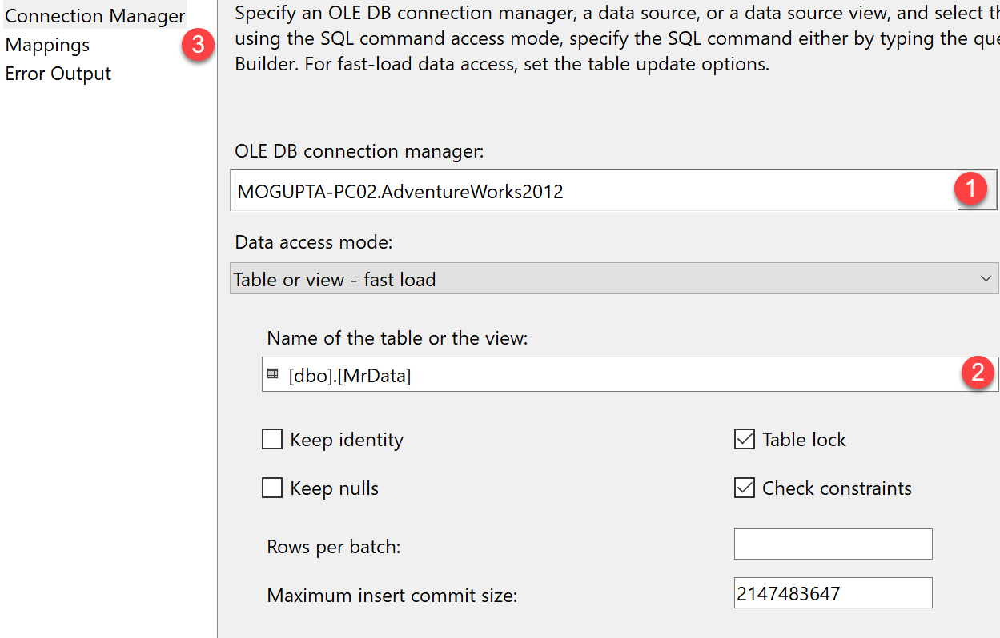 Connection Manager
Mappings
3
Error Output
Specify an OLE DB connection manager, a data source, or a data source view, and select
using the SQL command access mode, specify the SQL command either by typing the
Builder. For fast-load data access, set the table update options.
OLE DB connection manager:
MOGUPTA-PC02.AdventureWorks2012
1
Data access mode:
Table or view - fast load
Name of the table or the view:
[dbo].[MrData]
2
Keep identity
Table lock
Keep nulls
Check constraints
Rows per batch:
Maximum insert commit size:
2147483647